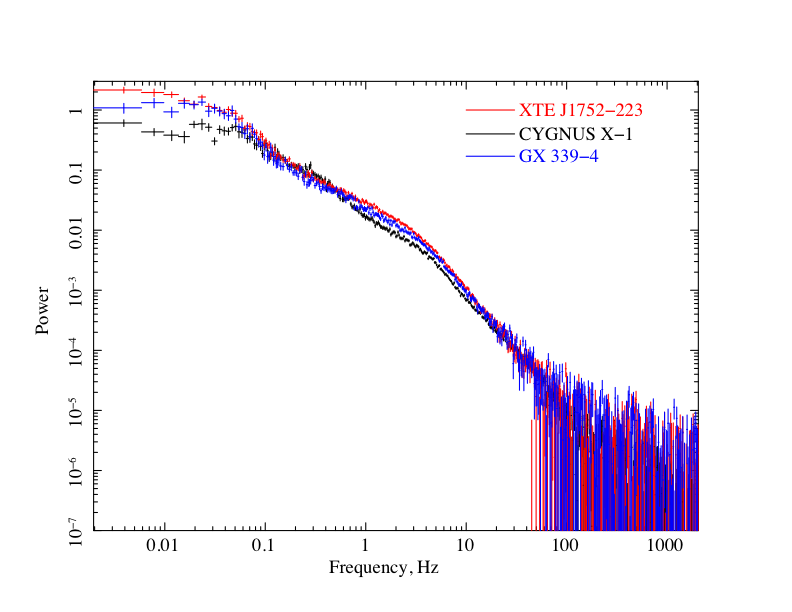 XTE J1752−223
CYGNUS X−1
GX 339−4
1
0.1
0.01
10⁻³
10⁻⁴
10⁻⁵
10⁻⁶
10⁻⁷
Power
0.01 0.1 1 10 100 1000
Frequency, Hz